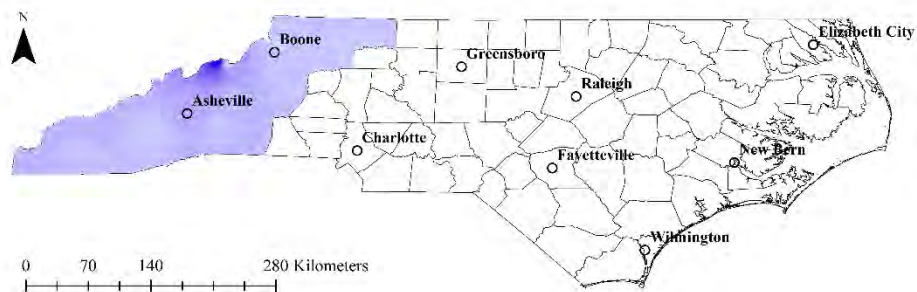 N
Elizabeth City
Boone
Greensboro
Raleigh
Asheville
Charlotte
New Bern
Fayetteville
Wilmington
0 70 140 280 Kilometers